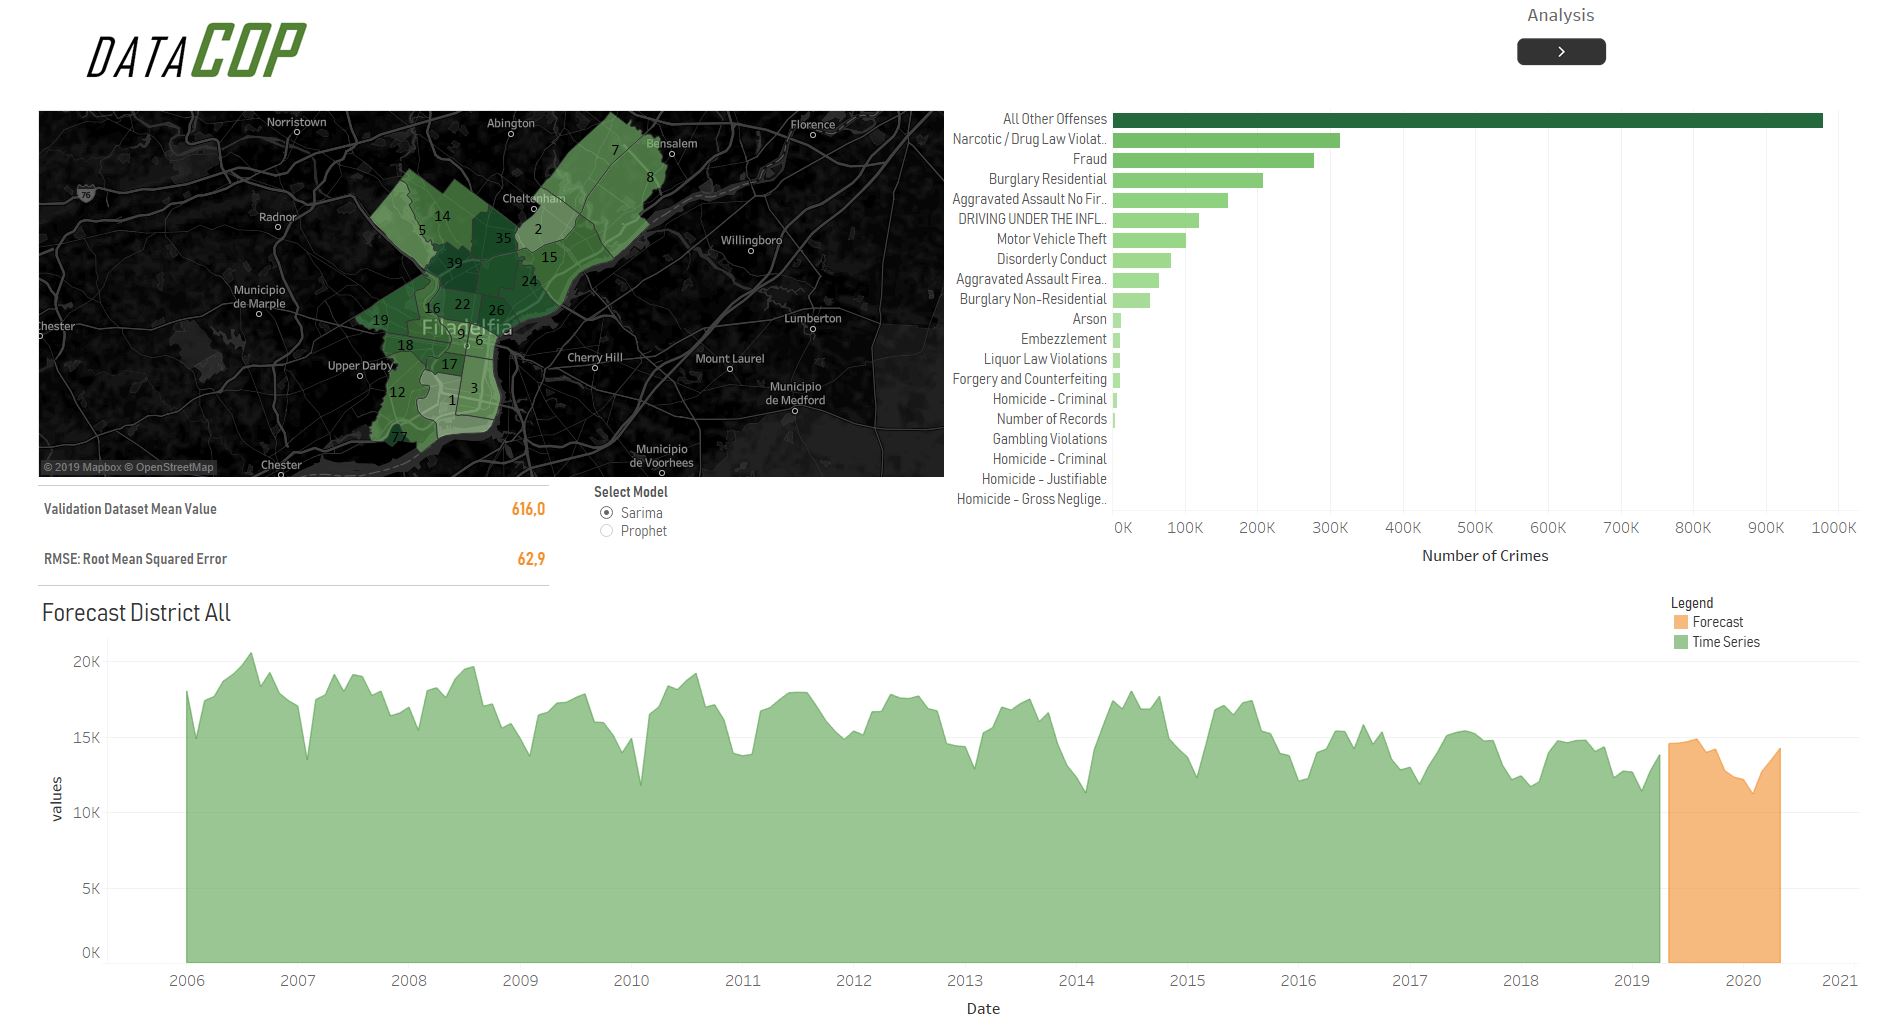 DATACOP
Analysis
Norristown
Abington
Florence
Bensalem
7
8
76
Cheltenham
Radnor
14
5
2
35
Willingboro
15
39
24
Municipio
de Marple
16
22
26
19
Filadelfia
Lumberton
Chester
9
6
18
Cherry Hill
Mount Laurel
Upper Darby
17
12
3
Municipio
de Medford
1
77
Municipio
de Voorhees
Chester
© 2019 Mapbox © OpenStreetMap
All Other Offenses
Narcotic / Drug Law Violat..
Fraud
Burglary Residential
Aggravated Assault No Fir..
DRIVING UNDER THE INFL..
Motor Vehicle Theft
Disorderly Conduct
Aggravated Assault Firea..
Burglary Non-Residential
Arson
Embezzlement
Liquor Law Violations
Forgery and Counterfeiting
Homicide - Criminal
Number of Records
Gambling Violations
Homicide - Criminal
Homicide - Justifiable
Homicide - Gross Neglige..
0K 100K 200K 300K 400K 500K 600K 700K 800K 900K 1000K
Number of Crimes
Validation Dataset Mean Value 616,0
RMSE: Root Mean Squared Error 62,9
Select Model
Sarima
Prophet
Forecast District All
Legend
Forecast
Time Series
20K
15K
10K
5K
0K
values
2006 2007 2008 2009 2010 2011 2012 2013 2014 2015 2016 2017 2018 2019 2020 2021
Date